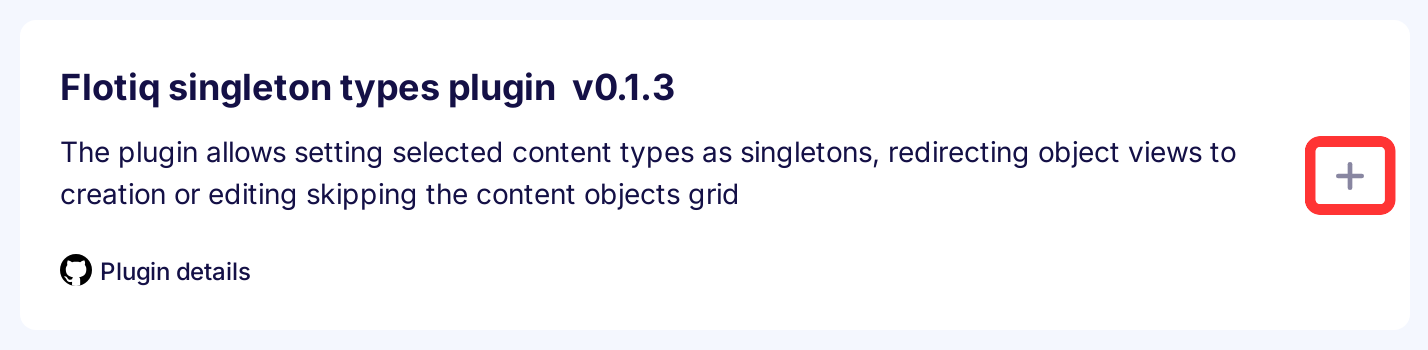 Flotiq singleton types plugin v0.1.3
The plugin allows setting selected content types as singletons, redirecting object views to
creation or editing skipping the content objects grid
Plugin details